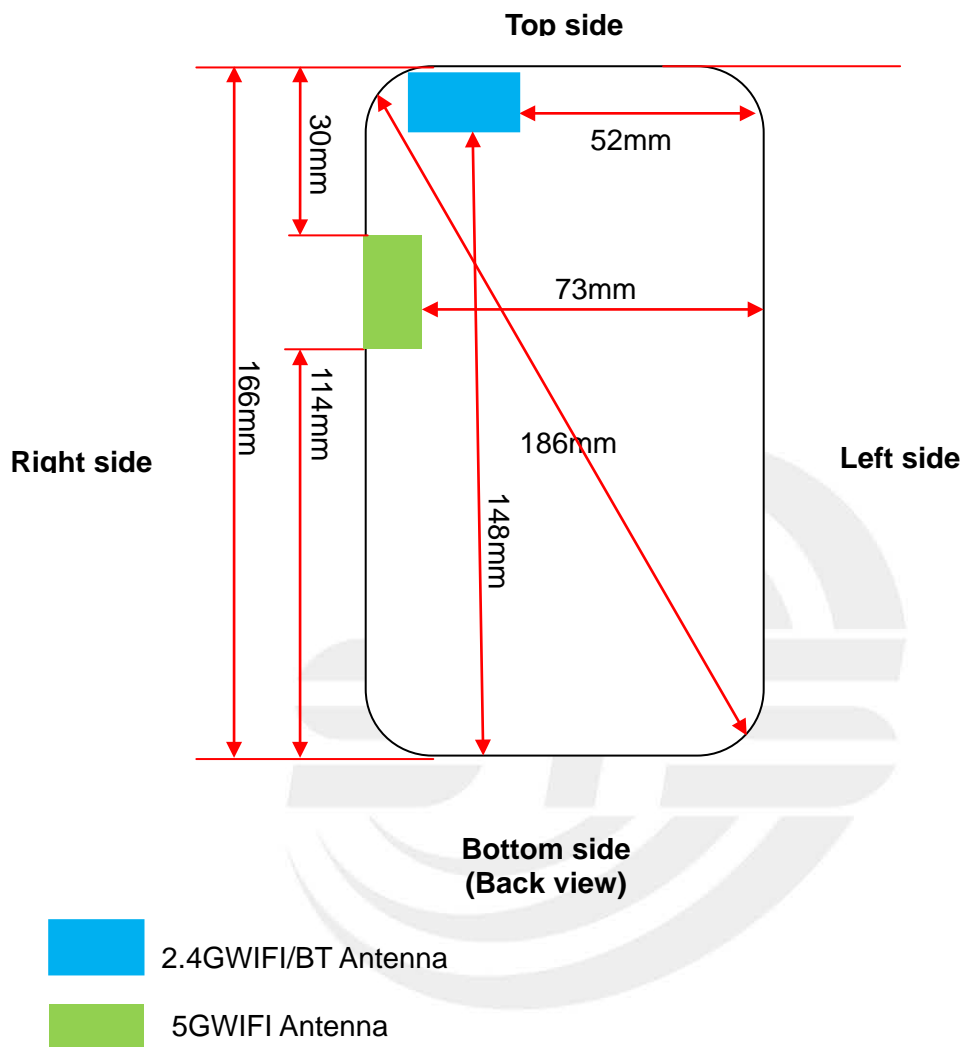 Top side
30mm
52mm
73mm
166mm
114mm
186mm
148mm
Right side
Left side
Bottom side
(Back view)
2.4GWIFI/BT Antenna
5GWIFI Antenna